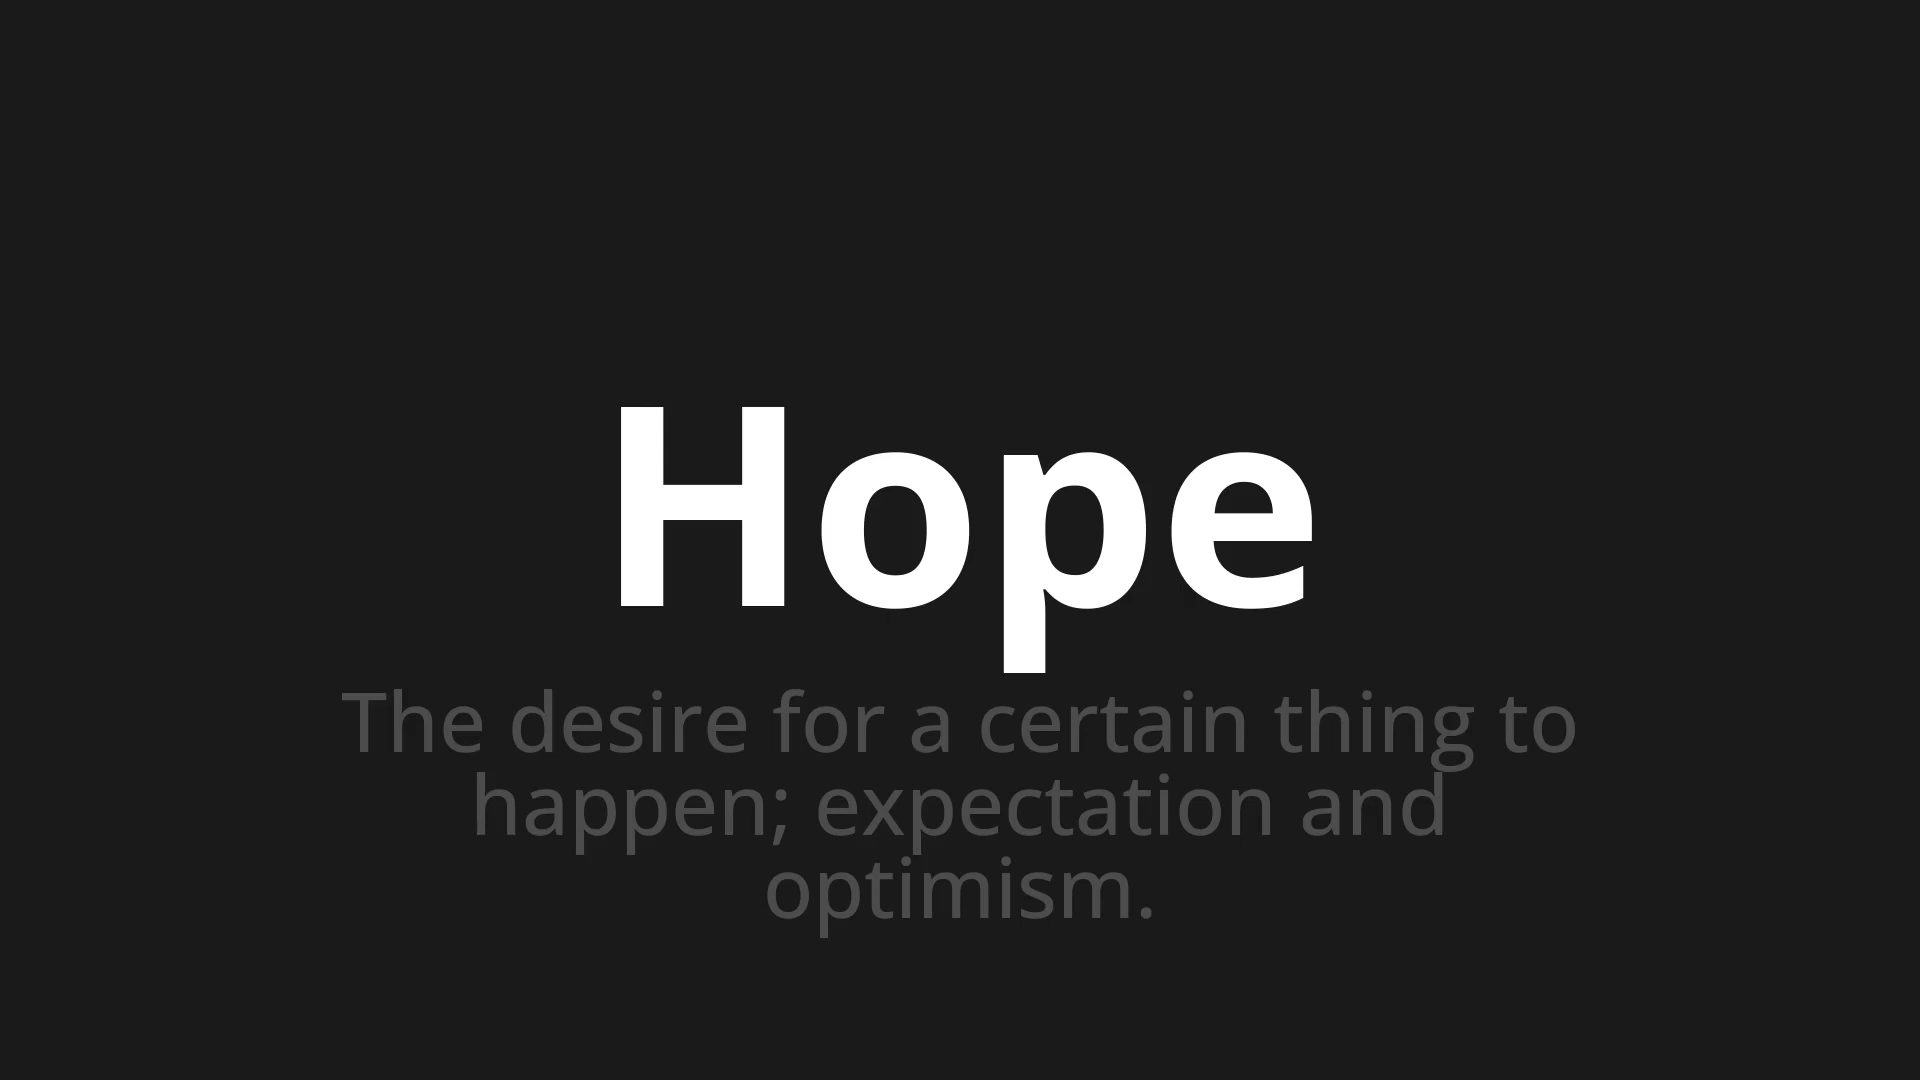 Hope
The desire for a certain thing to
happen; expectation and
optimism.